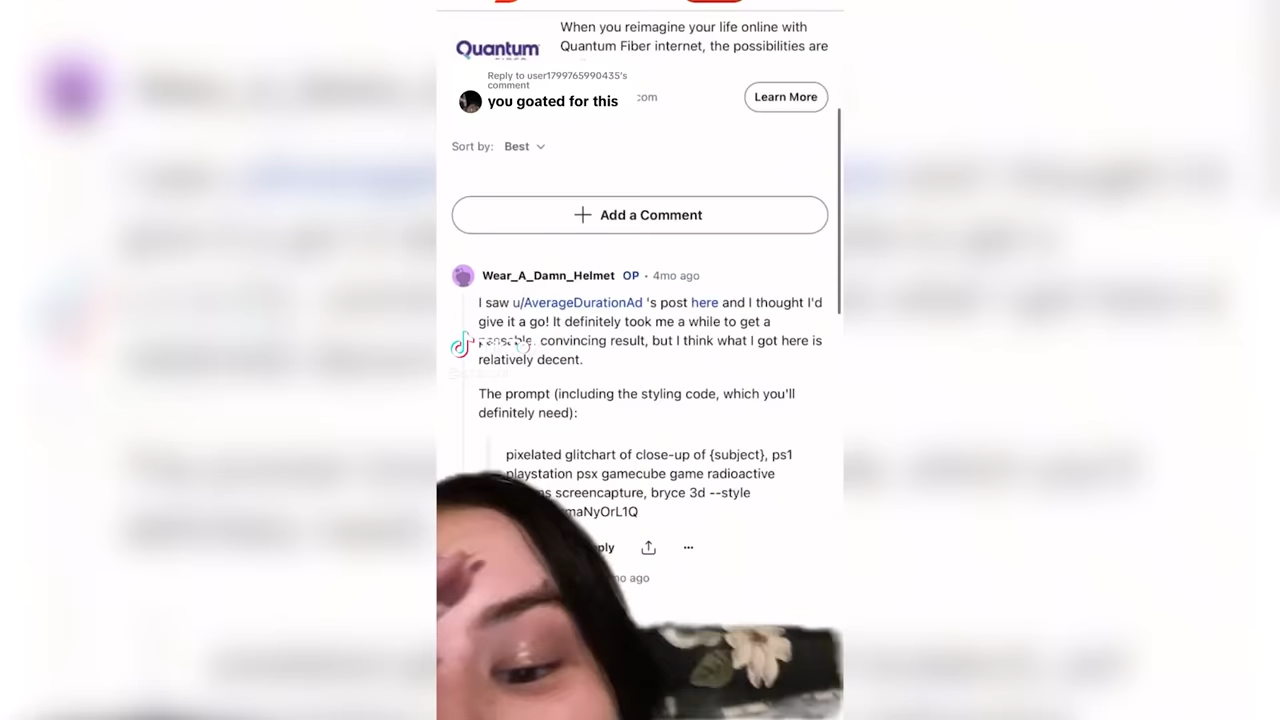 When you reimagine your life online with
Quantum
Quantum Fiber internet, the possibilities are
Reply to user1799765990435's
comment
you goated for this
com
Learn More
Sort by: Best
Add a Comment
Wear_A_Damn_Helmet OP • 4mo ago
I saw u/AverageDurationAd 's post here and I thought I'd
give it a go! It definitely took me a while to get a
convincing result, but I think what I got here is
relatively decent.
The prompt (including the styling code, which you'll
definitely need):
pixelated glitchart of close-up of {subject}, ps1
playstation psx gamecube game radioactive
screencapture, bryce 3d --style
maNyOrL1Q
ply
...
mo ago